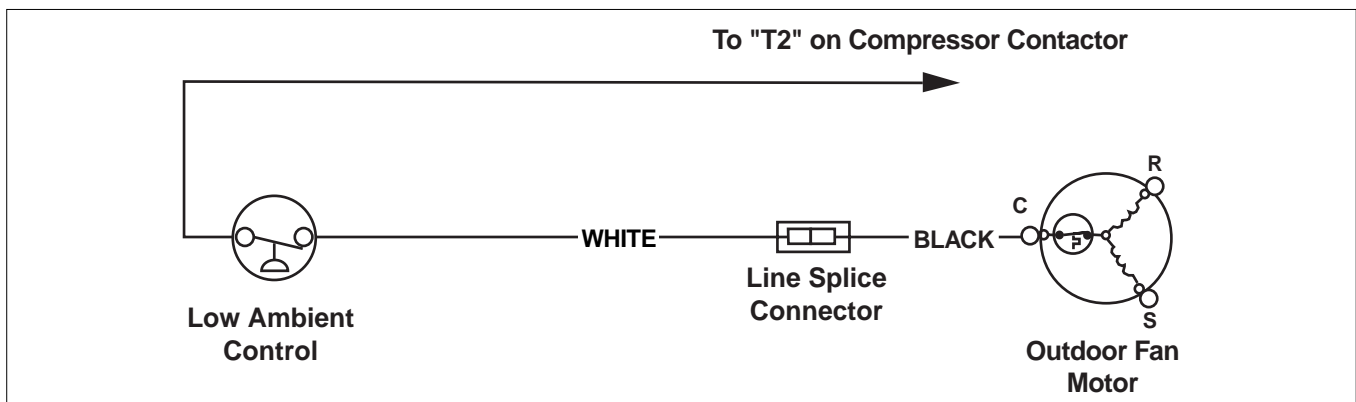 To "T2" on Compressor Contactor
R
C
WHITE
BLACK
Line Splice
Connector
S
Low Ambient
Control
Outdoor Fan
Motor